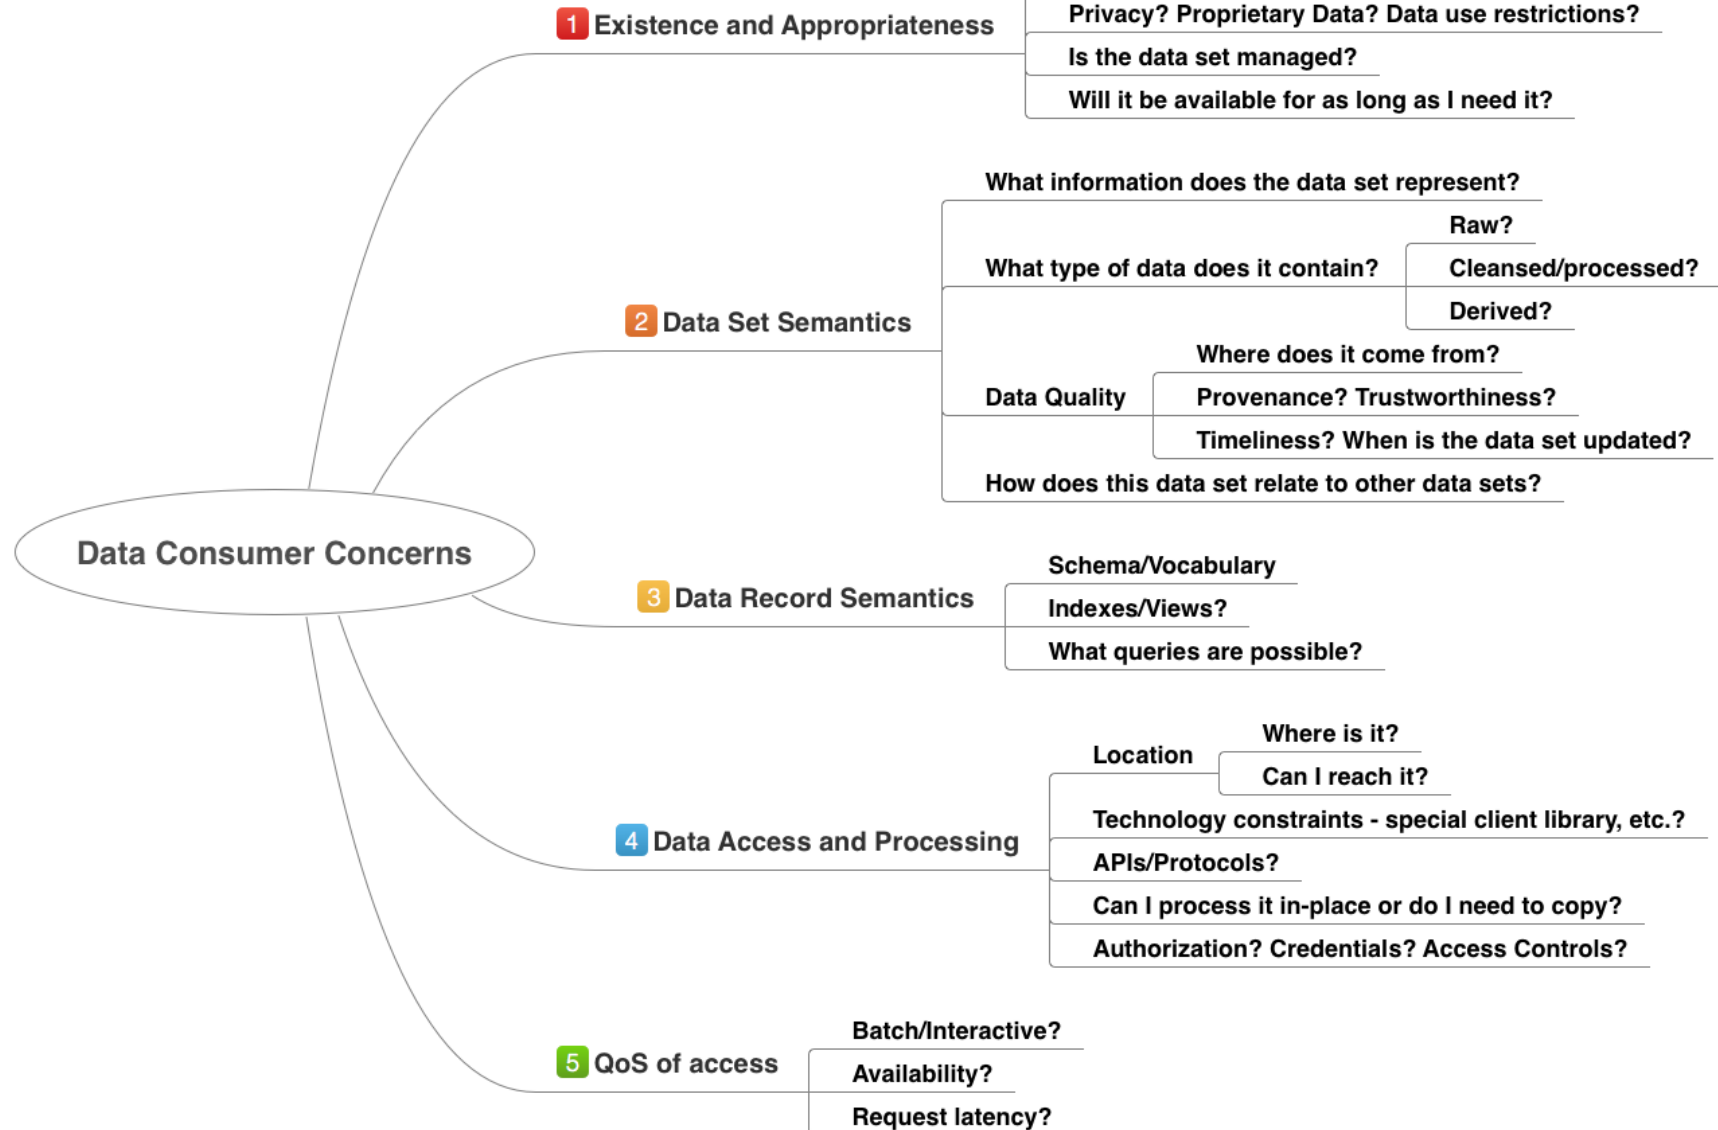 1 Existence and Appropriateness
Privacy? Proprietary Data? Data use restrictions?
Is the data set managed?
Will it be available for as long as I need it?
2 Data Set Semantics
What information does the data set represent?
What type of data does it contain?
Raw?
Cleansed/processed?
Derived?
Data Quality
Where does it come from?
Provenance? Trustworthiness?
Timeliness? When is the data set updated?
How does this data set relate to other data sets?
Data Consumer Concerns
3 Data Record Semantics
Schema/Vocabulary
Indexes/Views?
What queries are possible?
4 Data Access and Processing
Location
Where is it?
Can I reach it?
Technology constraints - special client library, etc.?
APIs/Protocols?
Can I process it in-place or do I need to copy?
Authorization? Credentials? Access Controls?
5 QoS of access
Batch/Interactive?
Availability?
Request latency?